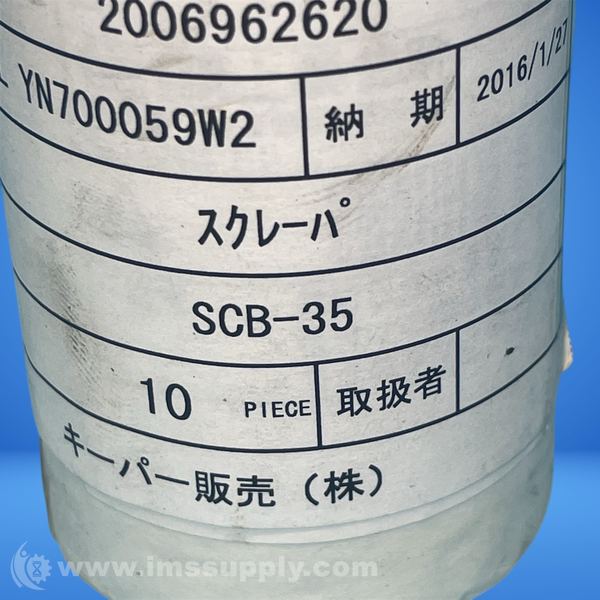 2006962620
YN700059W2 納 期 2016/1/27
スクレーパ
SCB-35
10 PIECE 取扱者
キーパー販売（株）
www.imssupply.com